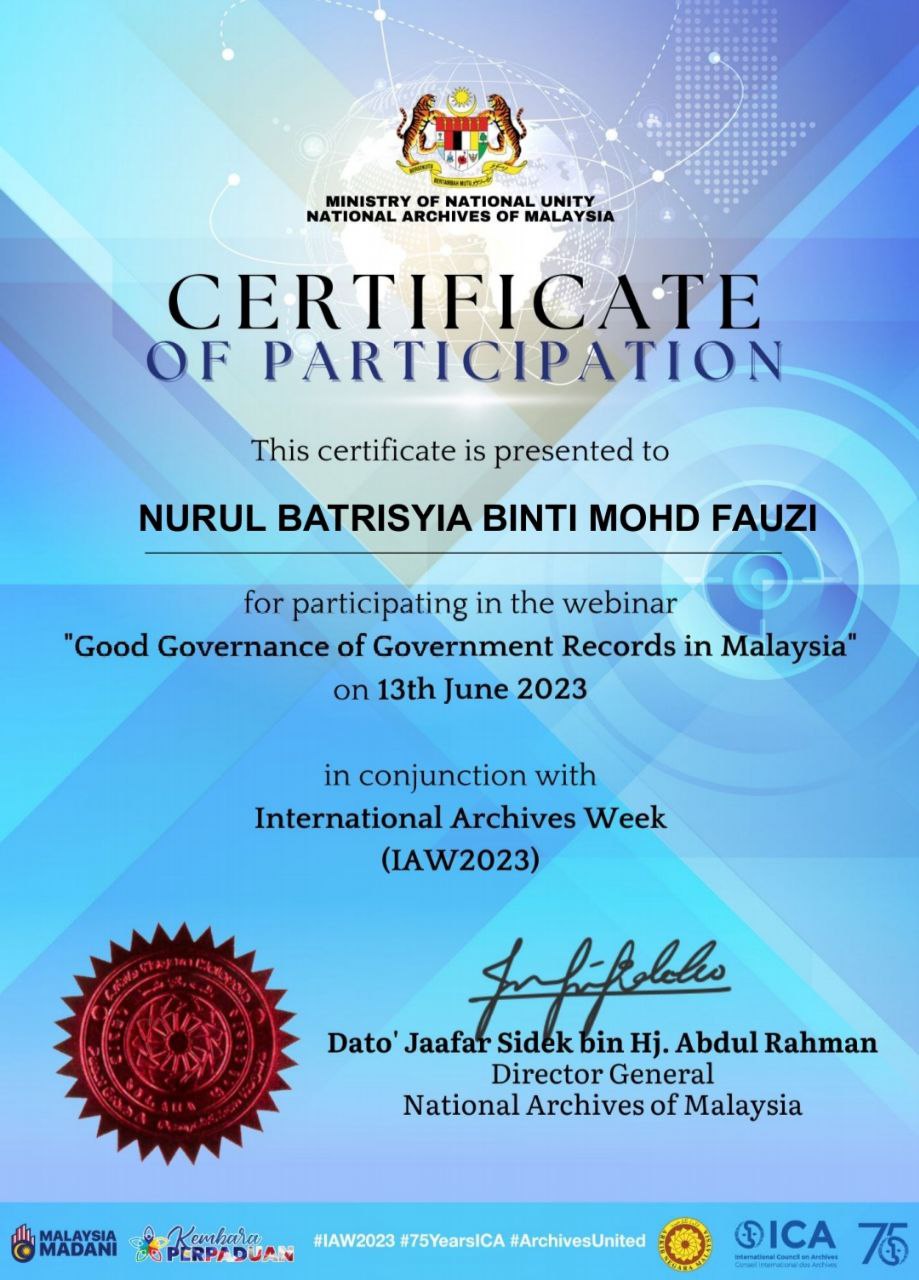 BERSEKUTU BERTAMBAH MUTU
MINISTRY OF NATIONAL UNITY
NATIONAL ARCHIVES OF MALAYSIA
CERTIFICATE
OF PARTICIPATION
This certificate is presented to
NURUL BATRISYIA BINTI MOHD FAUZI
for participating in the webinar
"Good Governance of Government Records in Malaysia"
on 13th June 2023
in conjunction with
International Archives Week
(IAW2023)
Dato' Jaafar Sidek bin Hj. Abdul Rahman
Director General
National Archives of Malaysia
MALAYSIA
MADANI
Kembara
PERPADUAN
#IAW2023 #75YearsICA #ArchivesUnited
ICA
International Council on Archives
Conseil international des Archives
75